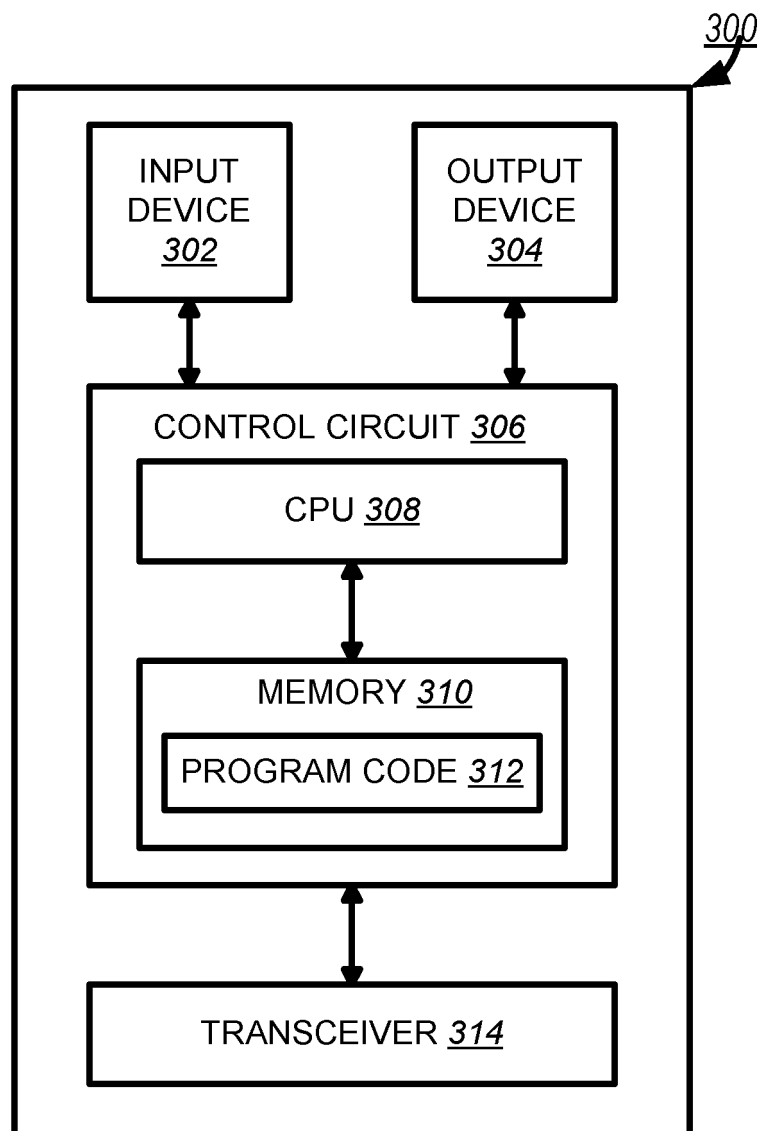 300
INPUT
DEVICE
302
OUTPUT
DEVICE
304
CONTROL CIRCUIT 306
CPU 308
MEMORY 310
PROGRAM CODE 312
TRANSCEIVER 314